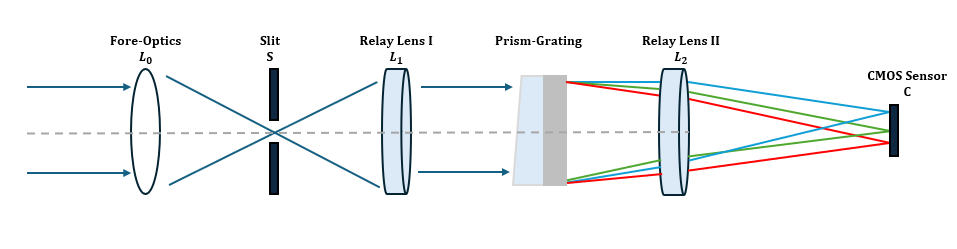 Fore-Optics
L₀
Slit
S
Relay Lens I
L₁
Prism-Grating
Relay Lens II
L₂
CMOS Sensor
C